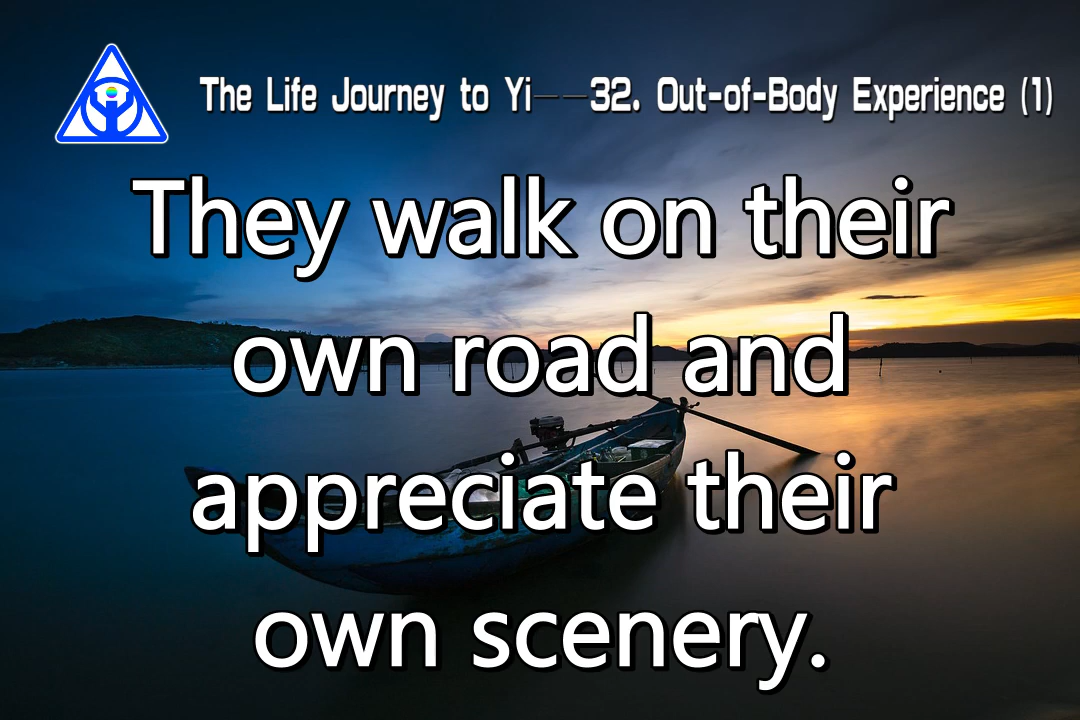 The Life Journey to Yi——32. Out-of-Body Experience (1)
They walk on their
own road and
appreciate their
own scenery.